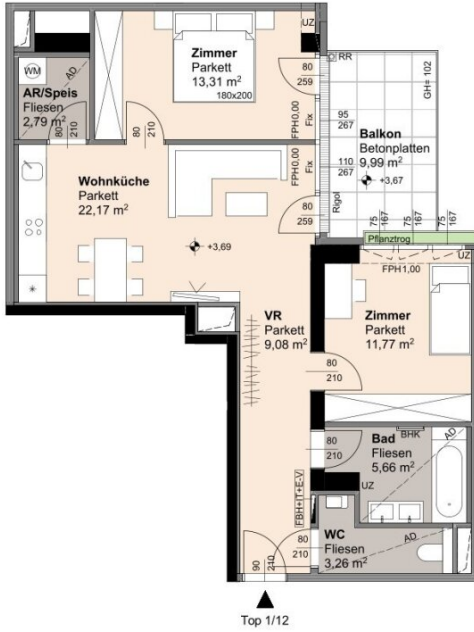 UZ
WM
AD
AR/Speis
Fliesen
2,79 m²
80
210
Zimmer
Parkett
13,31 m²
180x200
80
210
80
259
FPH0,00
Fix
RR
GH= 102
95
267
Balkon
Betonplatten
9,99 m²
+3,67
110
267
Rigol
FPH0,00
Fix
80
259
75
167
75
167
Pflanztrog
UZ
FPH1,00
Wohnküche
Parkett
22,17 m²
+3,69
VR
Parkett
9,08 m²
Zimmer
Parkett
11,77 m²
80
210
BHK
AD
Bad
Fliesen
5,66 m²
80
210
UZ
FBH+IT+E-V
WC
Fliesen
3,26 m²
AD
80
210
90
210
Top 1/12